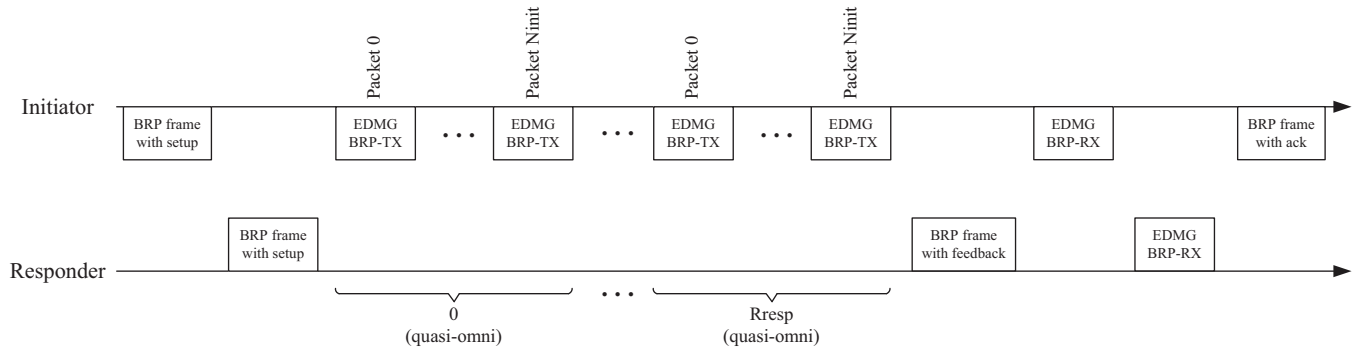 Packet 0
Packet Ninit
Packet 0
Packet Ninit
Initiator
BRP frame
with setup
EDMG
BRP-TX
...
EDMG
BRP-TX
...
EDMG
BRP-TX
...
EDMG
BRP-TX
EDMG
BRP-RX
BRP frame
with ack
Responder
BRP frame
with setup
BRP frame
with feedback
EDMG
BRP-RX
0
(quasi-omni)
...
Rresp
(quasi-omni)